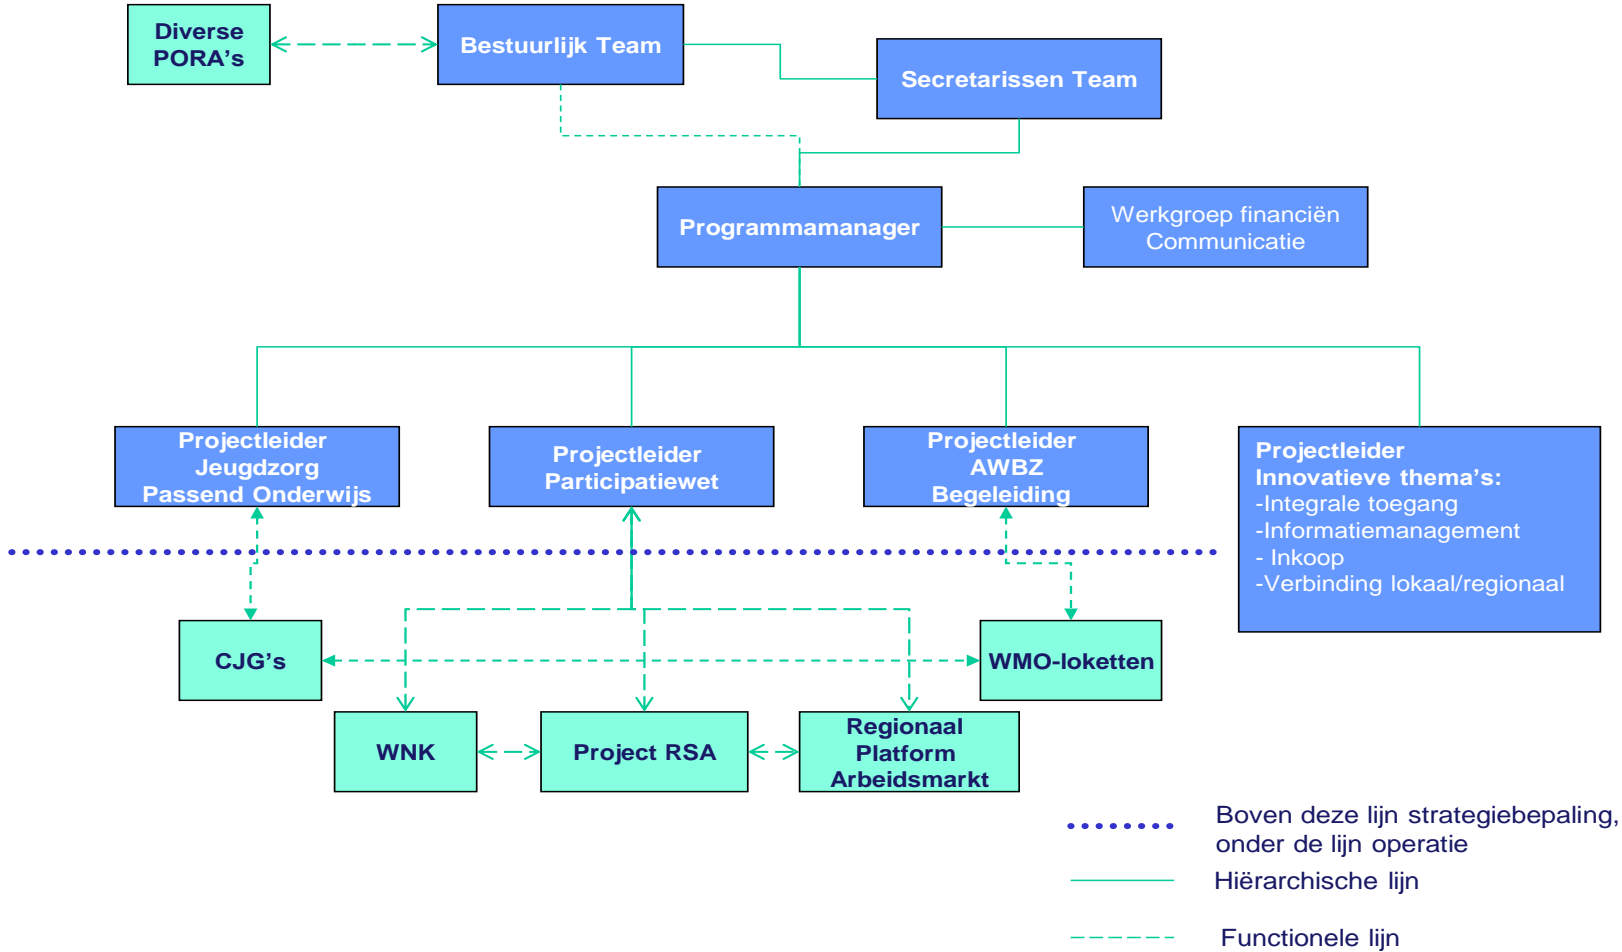 Diverse
PORA’s
Bestuurlijk Team
Secretarissen Team
Programmamanager
Werkgroep financiën
Communicatie
Projectleider
Jeugdzorg
Passend Onderwijs
Projectleider
Participatiewet
Projectleider
AWBZ
Begeleiding
Projectleider
Innovatieve thema’s:
-Integrale toegang
-Informatiemanagement
- Inkoop
-Verbinding lokaal/regionaal
CJG’s
WMO-loketten
WNK
Project RSA
Regionaal
Platform
Arbeidsmarkt
Boven deze lijn strategiebepaling,
onder de lijn operatie
Hiërarchische lijn
Functionele lijn